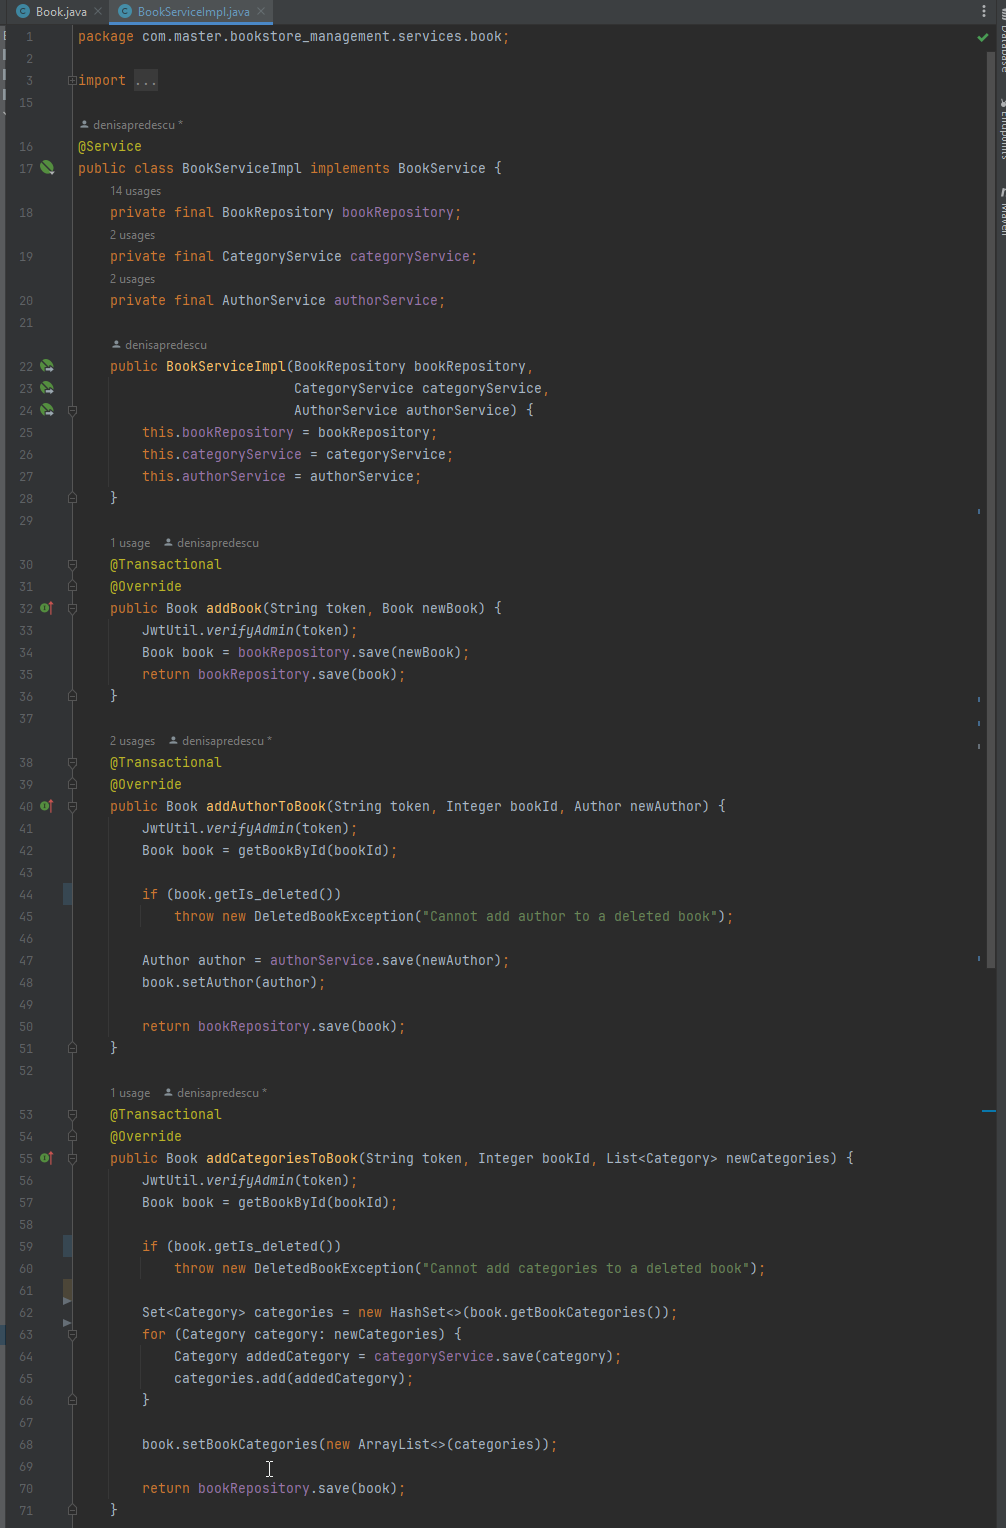 Book.java × BookServiceImpl.java ×
1 package com.master.bookstore_management.services.book;
2
3 import ...
15
denisapredescu *
16 @Service
17 public class BookServiceImpl implements BookService {
14 usages
18 private final BookRepository bookRepository;
2 usages
19 private final CategoryService categoryService;
2 usages
20 private final AuthorService authorService;
21
denisapredescu
22 public BookServiceImpl(BookRepository bookRepository,
23 CategoryService categoryService,
24 AuthorService authorService) {
25 this.bookRepository = bookRepository;
26 this.categoryService = categoryService;
27 this.authorService = authorService;
28 }
29
1 usage denisapredescu
30 @Transactional
31 @Override
32 public Book addBook(String token, Book newBook) {
33 JwtUtil.verifyAdmin(token);
34 Book book = bookRepository.save(newBook);
35 return bookRepository.save(book);
36 }
37
2 usages denisapredescu *
38 @Transactional
39 @Override
40 public Book addAuthorToBook(String token, Integer bookId, Author newAuthor) {
41 JwtUtil.verifyAdmin(token);
42 Book book = getBookById(bookId);
43
44 if (book.getIs_deleted())
45 throw new DeletedBookException("Cannot add author to a deleted book");
46
47 Author author = authorService.save(newAuthor);
48 book.setAuthor(author);
49
50 return bookRepository.save(book);
51 }
52
1 usage denisapredescu *
53 @Transactional
54 @Override
55 public Book addCategoriesToBook(String token, Integer bookId, List<Category> newCategories) {
56 JwtUtil.verifyAdmin(token);
57 Book book = getBookById(bookId);
58
59 if (book.getIs_deleted())
60 throw new DeletedBookException("Cannot add categories to a deleted book");
61
62 Set<Category> categories = new HashSet<>(book.getBookCategories());
63 for (Category category: newCategories) {
64 Category addedCategory = categoryService.save(category);
65 categories.add(addedCategory);
66 }
67
68 book.setBookCategories(new ArrayList<>(categories));
69
70 return bookRepository.save(book);
71 }
Database
Endpoints
Maven